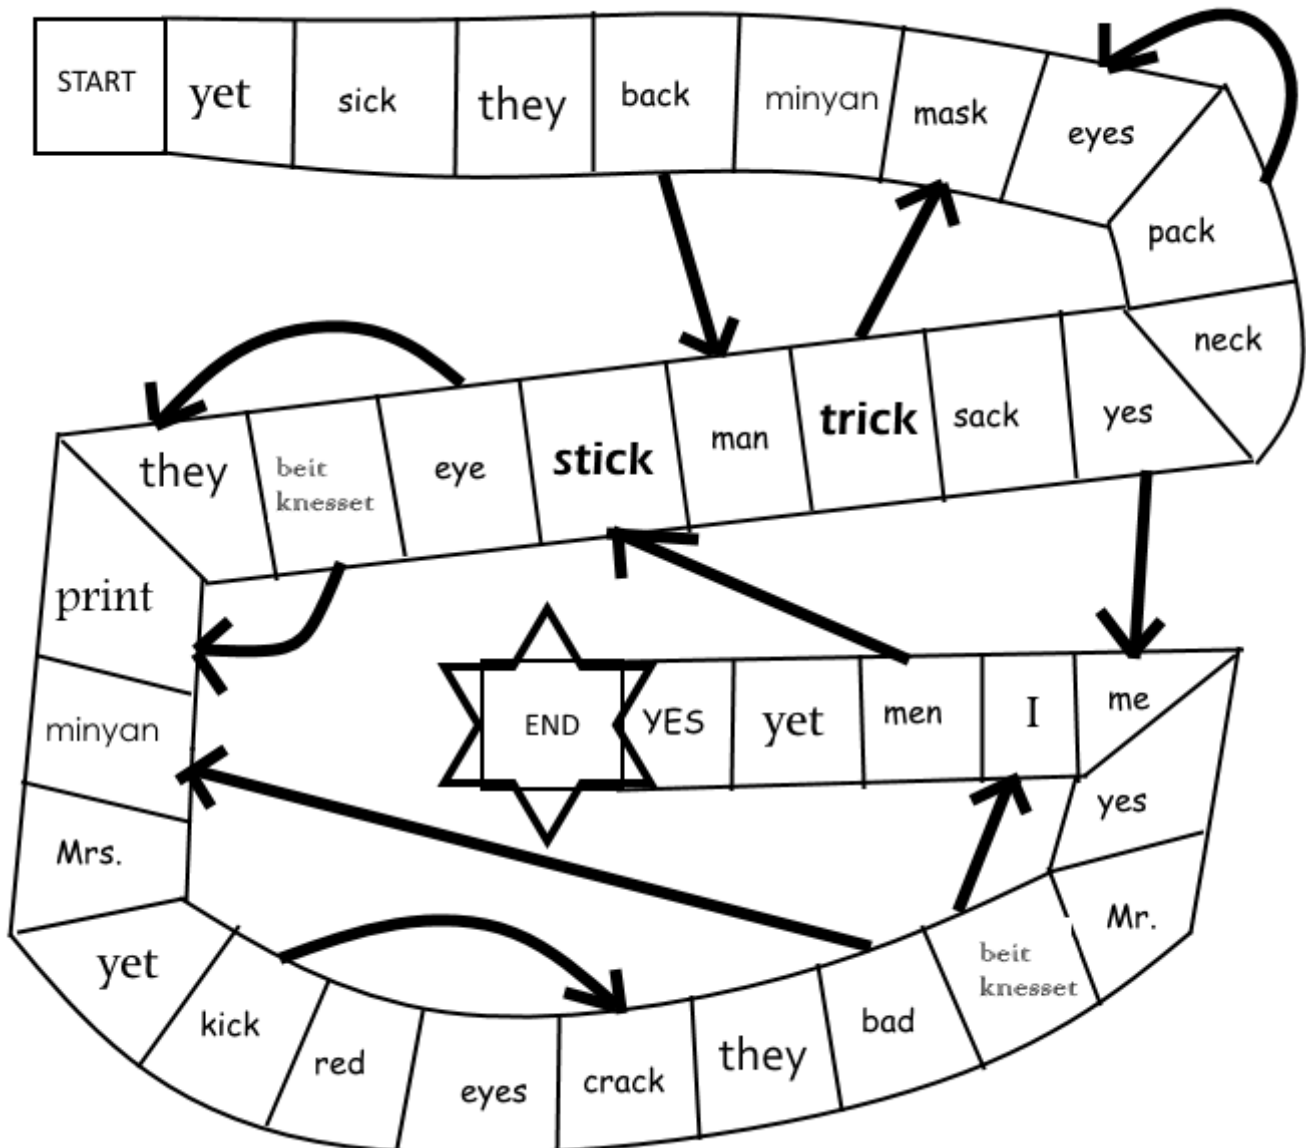 START
yet
sick
they
back
minyan
mask
eyes
pack
neck
yes
sack
trick
man
stick
eye
beit
knesset
they
print
minyan
Mrs.
yet
kick
red
eyes
crack
they
bad
beit
knesset
Mr.
yes
me
I
men
yet
YES
END